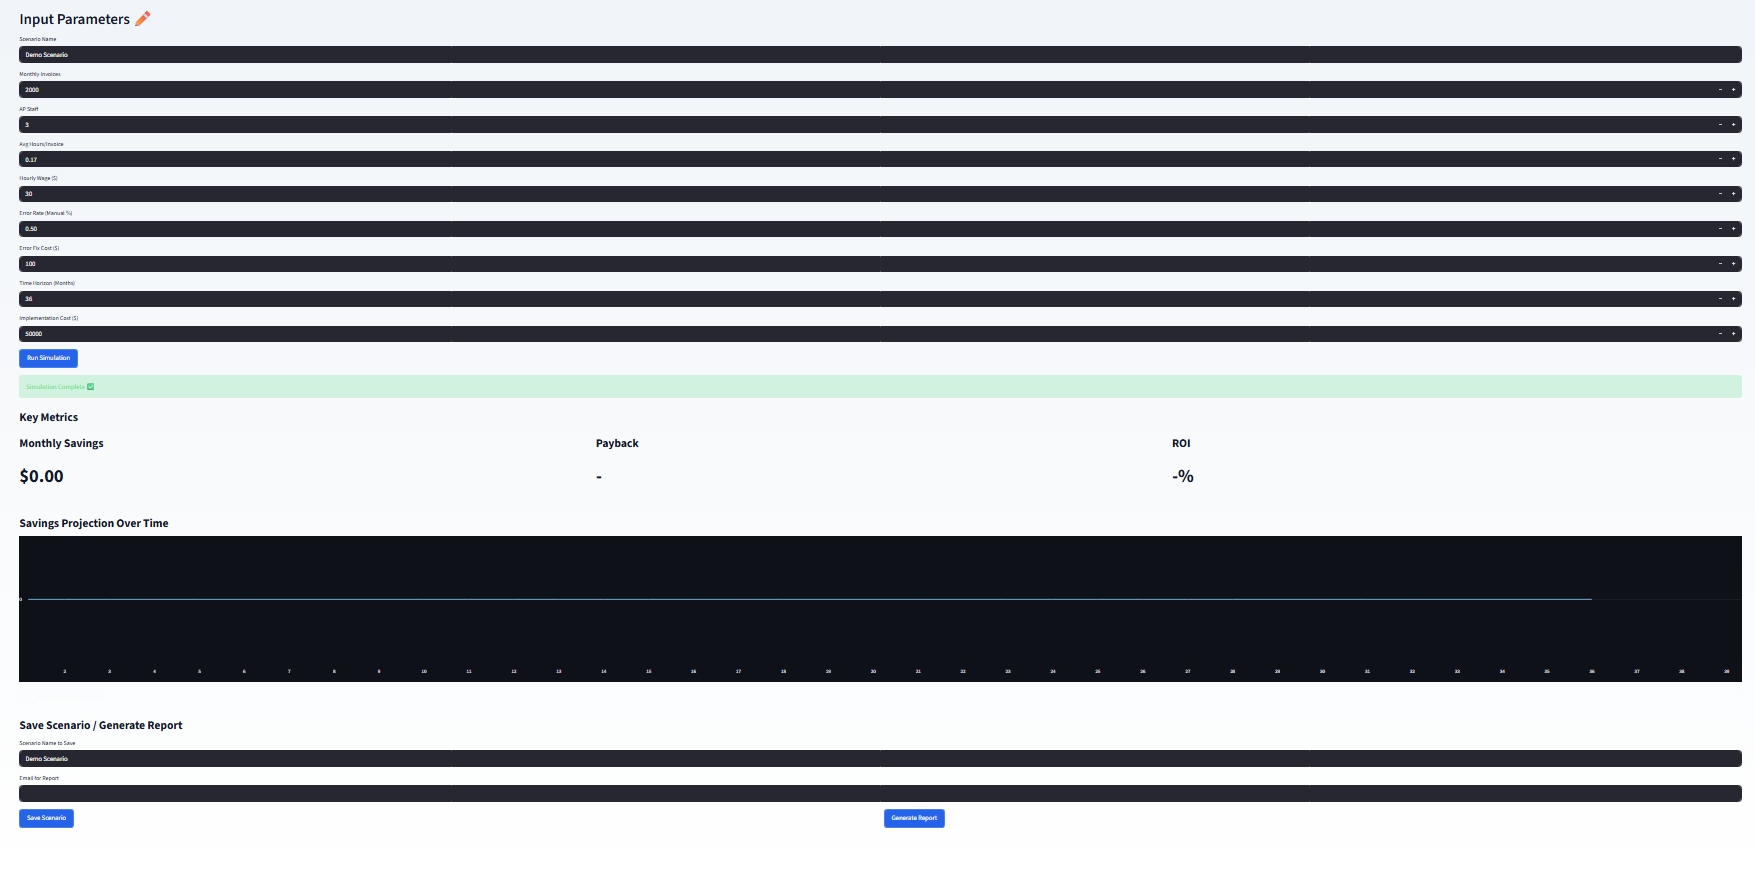 Input Parameters
Scenario Name
Demo Scenario
Monthly Invoices
2000
− +
AP Staff
3
− +
Avg Hours/Invoice
0.17
− +
Hourly Wage ($)
30
− +
Error Rate (Manual %)
0.50
− +
Error Fix Cost ($)
100
− +
Time Horizon (Months)
36
− +
Implementation Cost ($)
50000
− +
Run Simulation
Simulation Complete
Key Metrics
Monthly Savings Payback ROI
$0.00 - -%
Savings Projection Over Time
0
2 3 4 5 6 7 8 9 10 11 12 13 14 15 16 17 18 19 20 21 22 23 24 25 26 27 28 29 30 31 32 33 34 35 36 37 38 39
Save Scenario / Generate Report
Scenario Name to Save
Demo Scenario
Email for Report
Save Scenario Generate Report